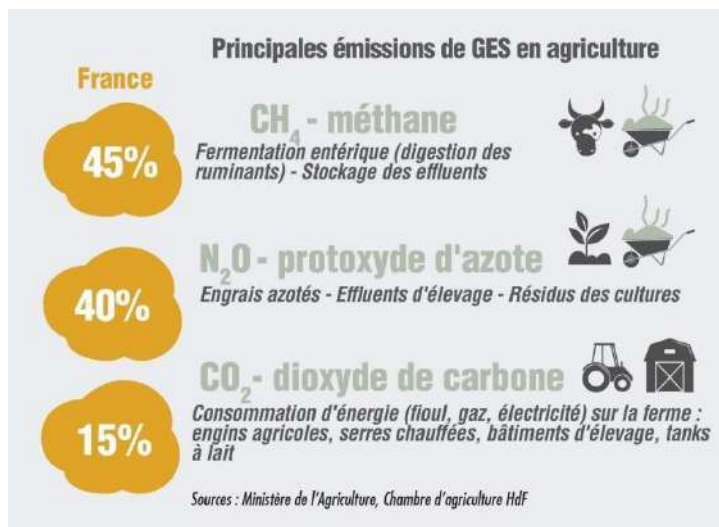 Principales émissions de GES en agriculture
France
45%
CH₄ - méthane
Fermentation entérique (digestion des
ruminants) - Stockage des effluents
40%
N₂O - protoxyde d'azote
Engrais azotés - Effluents d'élevage - Résidus des cultures
15%
CO₂- dioxyde de carbone
Consommation d'énergie (fioul, gaz, électricité) sur la ferme :
engins agricoles, serres chauffées, bâtiments d'élevage, tanks
à lait
Sources : Ministère de l'Agriculture, Chambre d'agriculture HdF